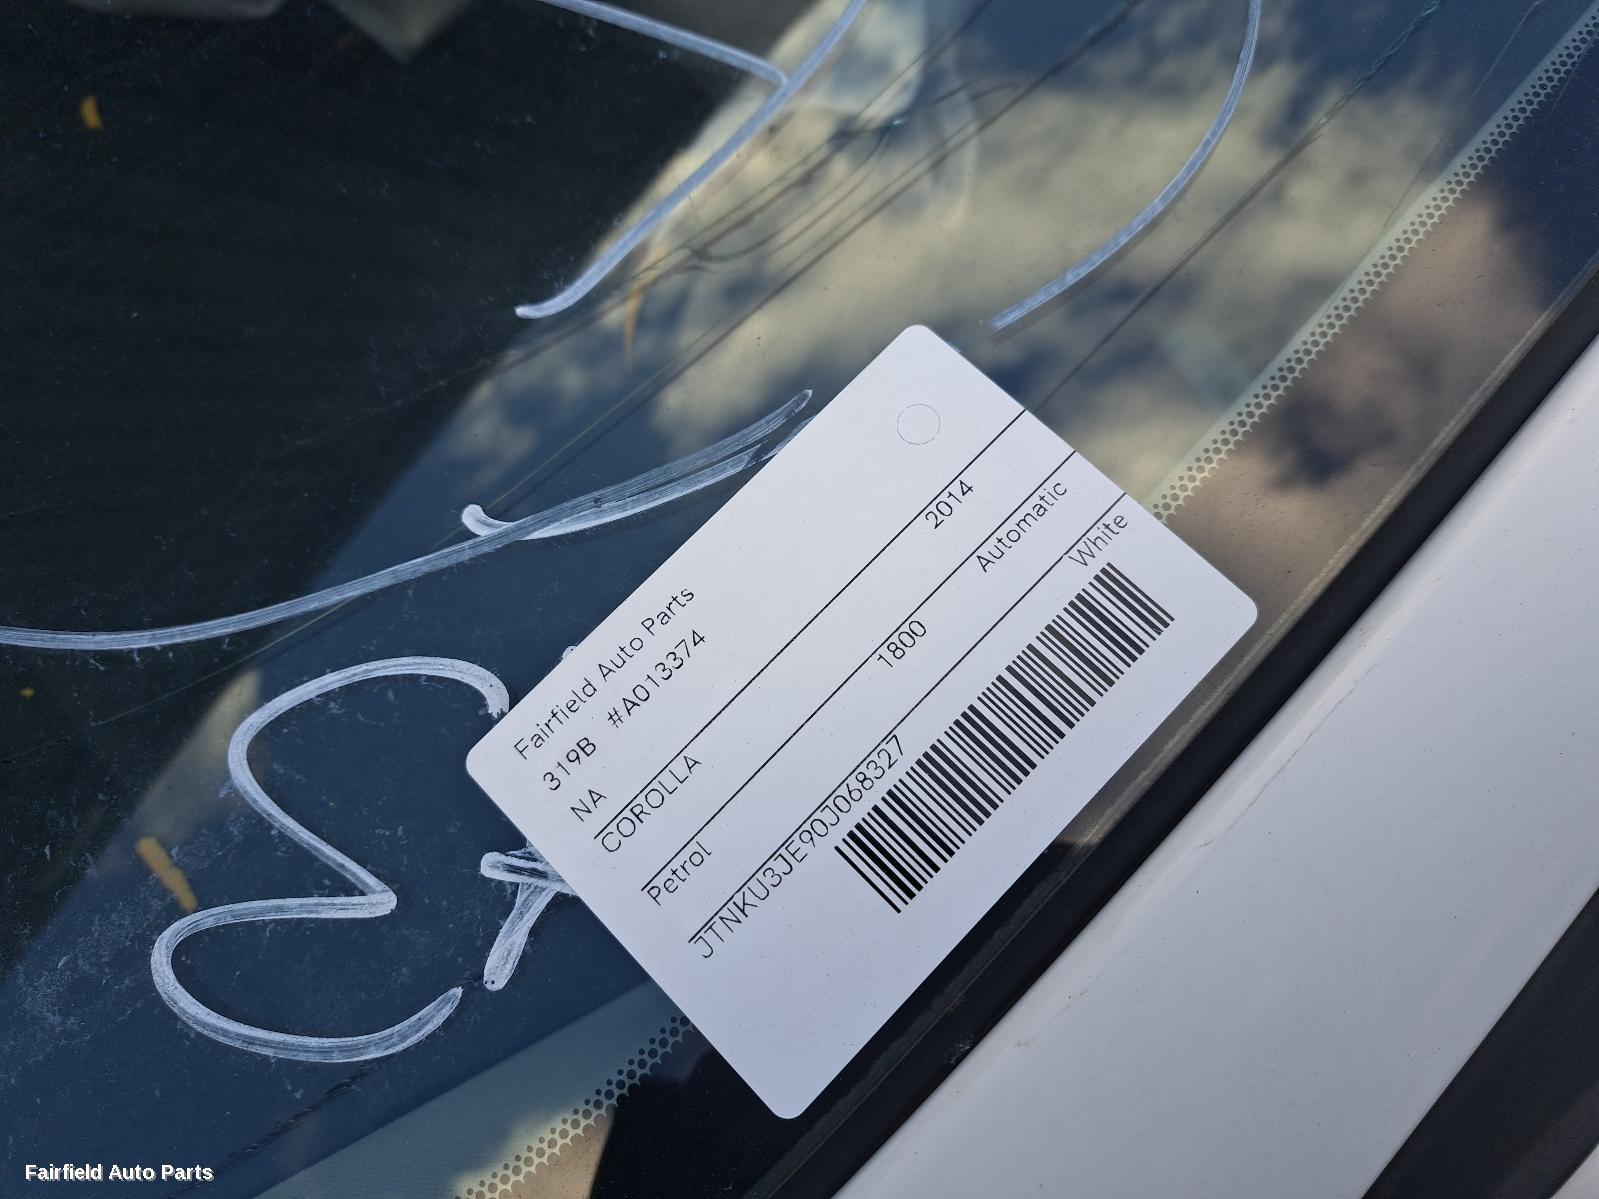 Fairfield Auto Parts
319B #A013374
NA
COROLLA 2014
Petrol 1800 Automatic
JTNKU3JE90J068327 White
Fairfield Auto Parts